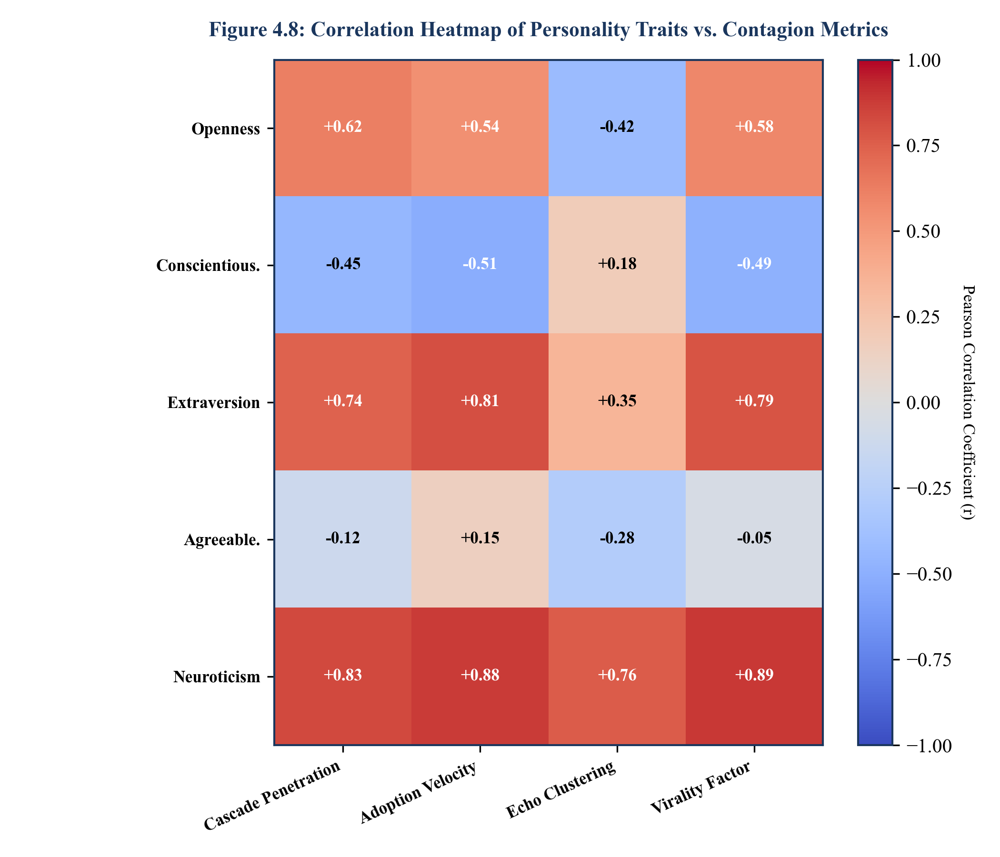 Figure 4.8: Correlation Heatmap of Personality Traits vs. Contagion Metrics
Openness
+0.62 +0.54 -0.42 +0.58
Conscientious.
-0.45 -0.51 +0.18 -0.49
Extraversion
+0.74 +0.81 +0.35 +0.79
Agreeable.
-0.12 +0.15 -0.28 -0.05
Neuroticism
+0.83 +0.88 +0.76 +0.89
Cascade Penetration
Adoption Velocity
Echo Clustering
Virality Factor
1.00
0.75
0.50
0.25
0.00
−0.25
−0.50
−0.75
−1.00
Pearson Correlation Coefficient (r)